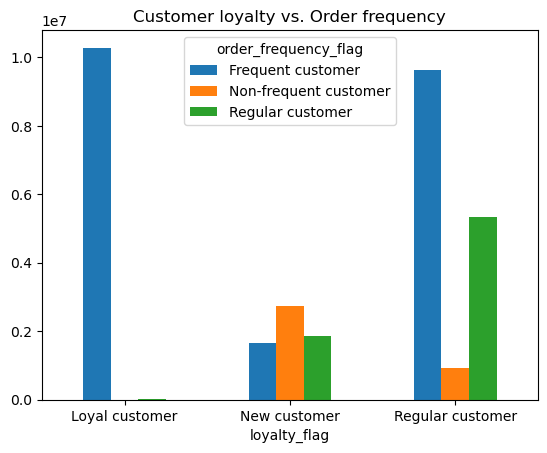 Customer loyalty vs. Order frequency
1e7
order_frequency_flag
Frequent customer
Non-frequent customer
Regular customer
1.0
0.8
0.6
0.4
0.2
0.0
Loyal customer
New customer
Regular customer
loyalty_flag